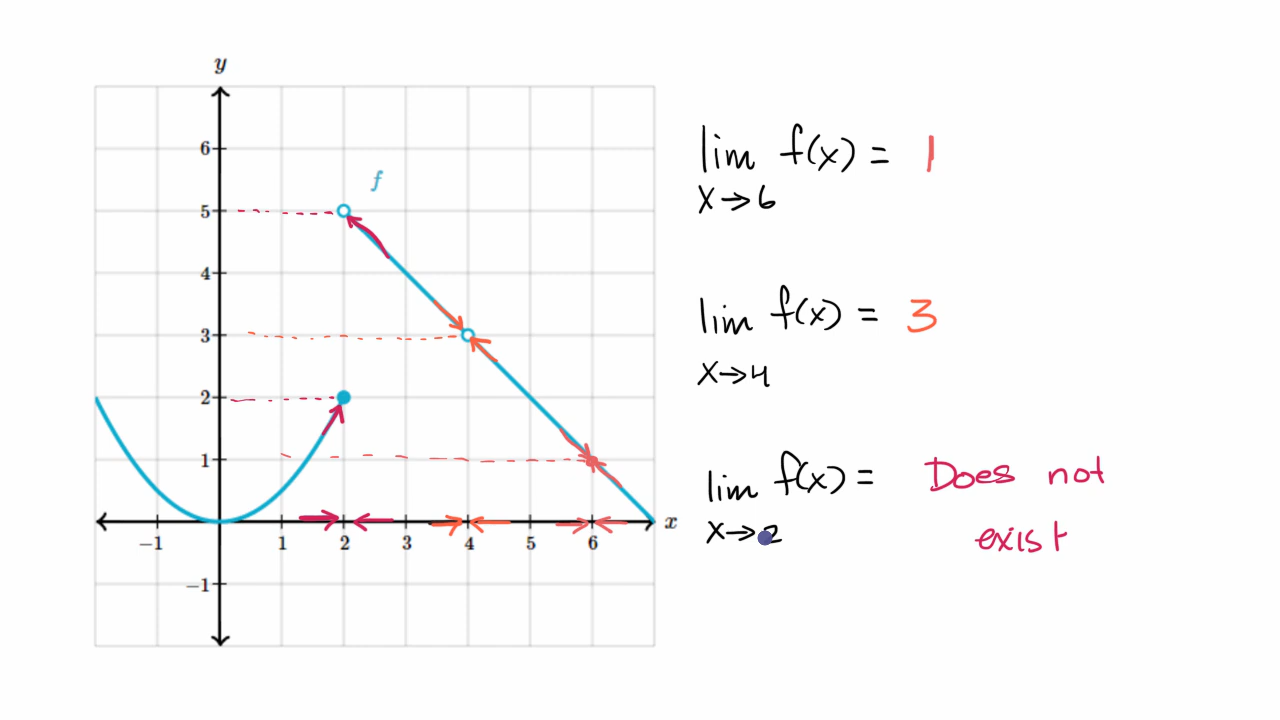 y
6
5
4
3
2
1
−1
f
−1 1 2 3 4 5 6
x
lim f(x) = 1
x→6
lim f(x) = 3
x→4
lim f(x) = Does not
x→2 exist